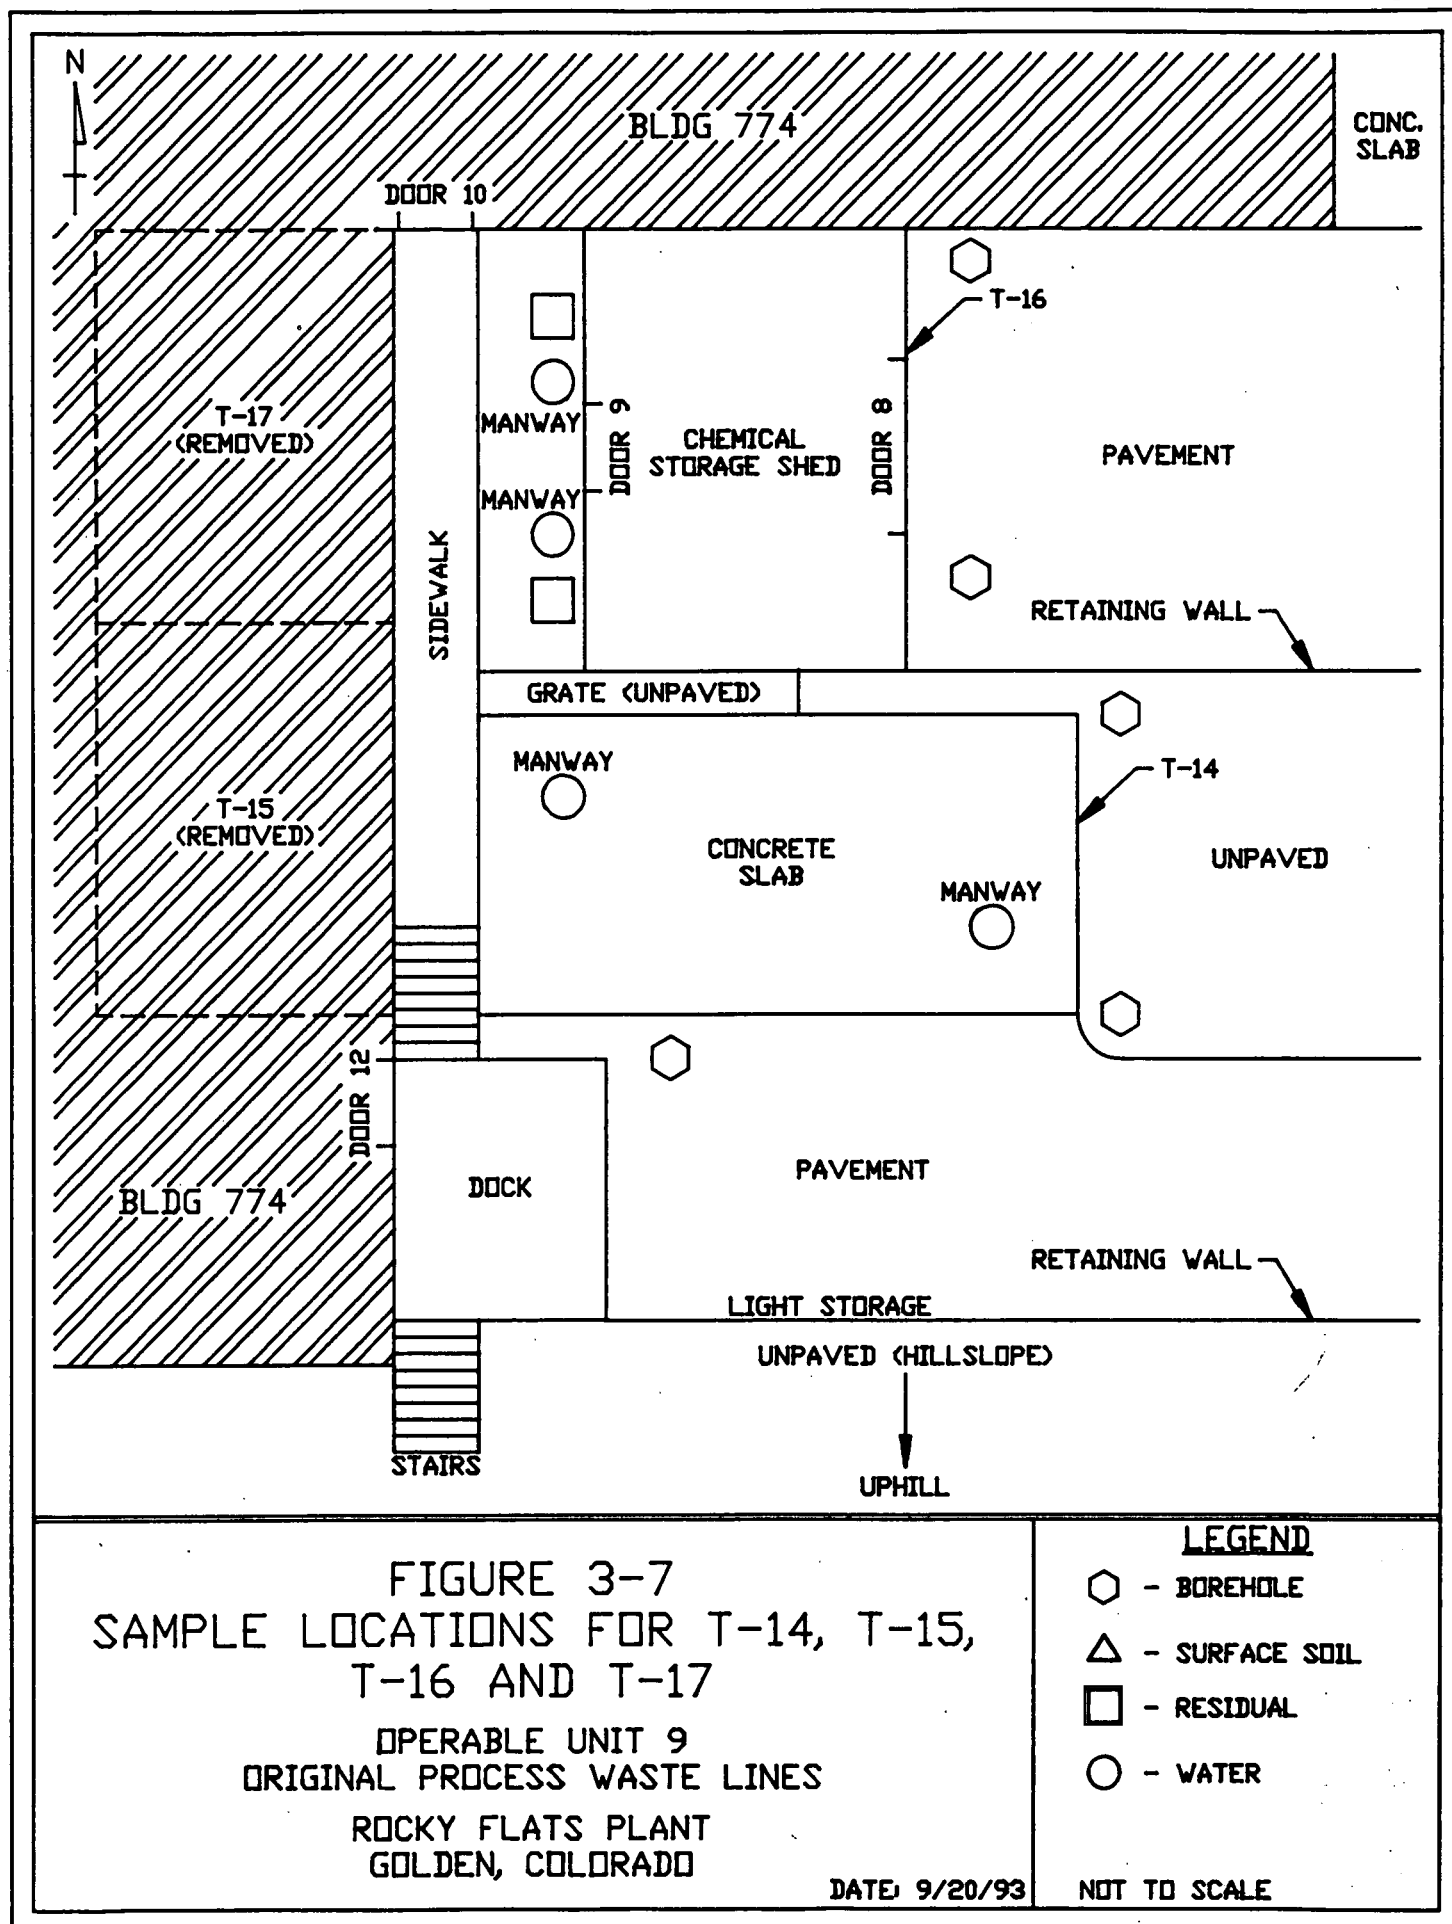 N
BLDG 774
CONC.
SLAB
DOOR 10
T-16
T-17
(REMOVED)
MANWAY
DOOR 9
CHEMICAL
STORAGE SHED
DOOR 8
PAVEMENT
MANWAY
SIDEWALK
RETAINING WALL
GRATE (UNPAVED)
MANWAY
T-14
T-15
(REMOVED)
CONCRETE
SLAB
UNPAVED
MANWAY
DOOR 12
PAVEMENT
DOCK
BLDG 774
RETAINING WALL
LIGHT STORAGE
UNPAVED (HILLSLOPE)
STAIRS
UPHILL
FIGURE 3-7
SAMPLE LOCATIONS FOR T-14, T-15,
T-16 AND T-17
OPERABLE UNIT 9
ORIGINAL PROCESS WASTE LINES
ROCKY FLATS PLANT
GOLDEN, COLORADO
DATE: 9/20/93
LEGEND
- BOREHOLE
- SURFACE SOIL
- RESIDUAL
- WATER
NOT TO SCALE